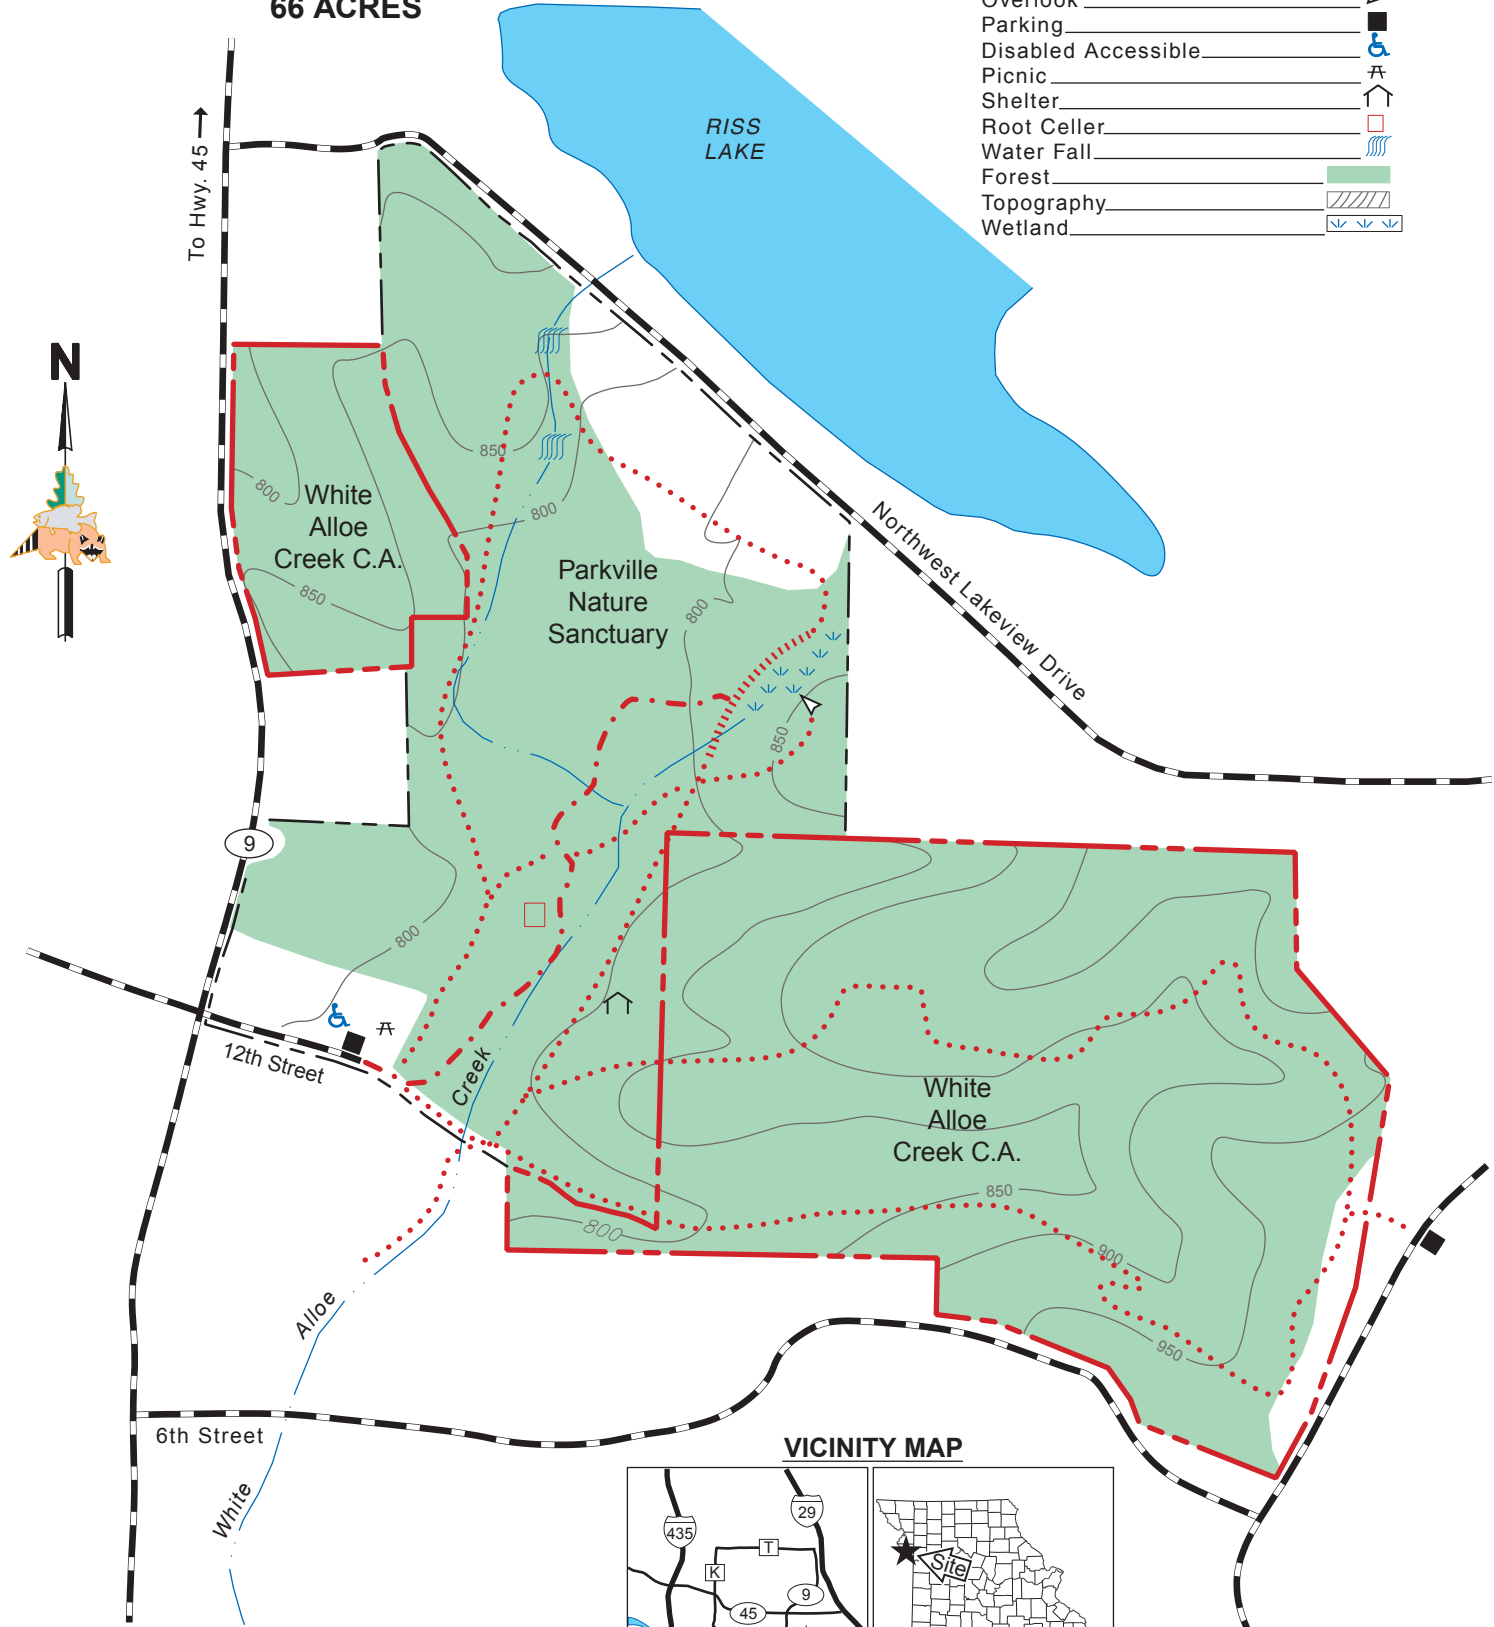 66 ACRES
Overlook
Parking
Disabled Accessible
Picnic
Shelter
Root Celler
Water Fall
Forest
Topography
Wetland
To Hwy. 45
RISS
LAKE
N
850
800
White
Alloe
Creek C.A.
800
850
Parkville
Nature
Sanctuary
800
Northwest Lakeview Drive
850
9
800
12th Street
Creek
White
Alloe
Creek C.A.
850
800
900
Alloe
950
6th Street
White
VICINITY MAP
29
435
T
K
9
45
Site